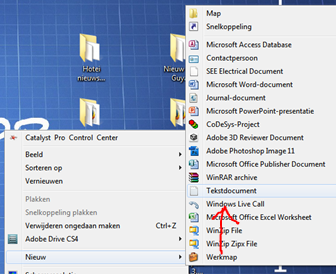 Hotei
nieuws...
Nieuw
Guy
Catalyst Pro Control Center
Beeld
Sorteren op
Vernieuwen
Plakken
Snelkoppeling plakken
Verwijderen ongedaan maken Ctrl+Z
Adobe Drive CS4
Nieuw
Map
Snelkoppeling
Microsoft Access Database
Contactpersoon
SEE Electrical Document
Microsoft Word-document
Journal-document
Microsoft PowerPoint-presentatie
CoDeSys-Project
Adobe 3D Reviewer Document
Adobe Photoshop Image 11
Microsoft Office Publisher Document
WinRAR archive
Tekstdocument
Windows Live Call
Microsoft Office Excel Worksheet
WinZip File
WinZip Zipx File
Werkmap